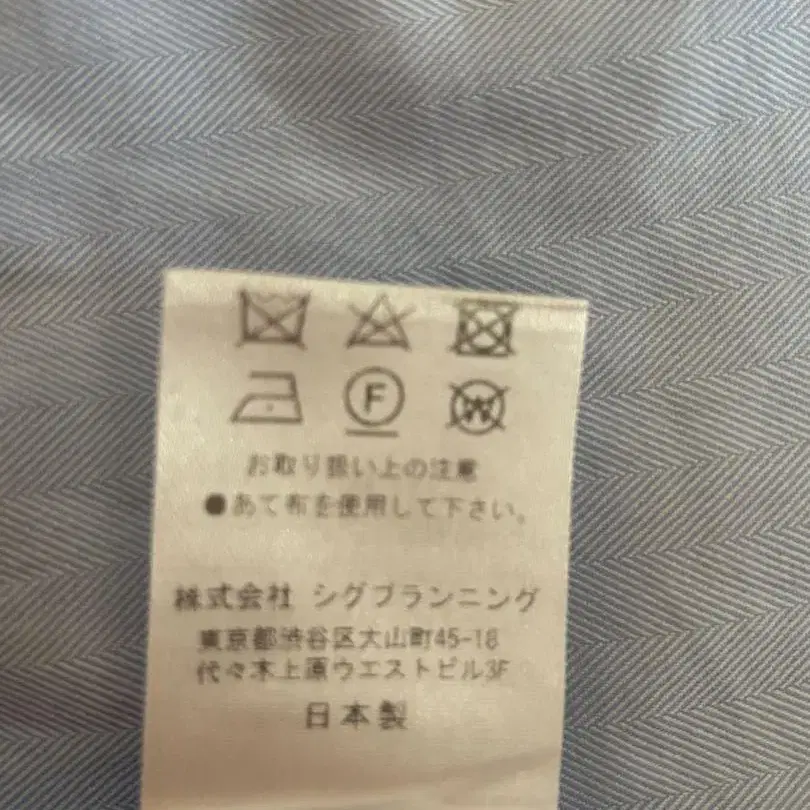 F W
お取り扱い上の注意
●あて布を使用して下さい。
株式会社 シグプランニング
東京都渋谷区大山町45-18
代々木上原ウエストビル3F
日本製